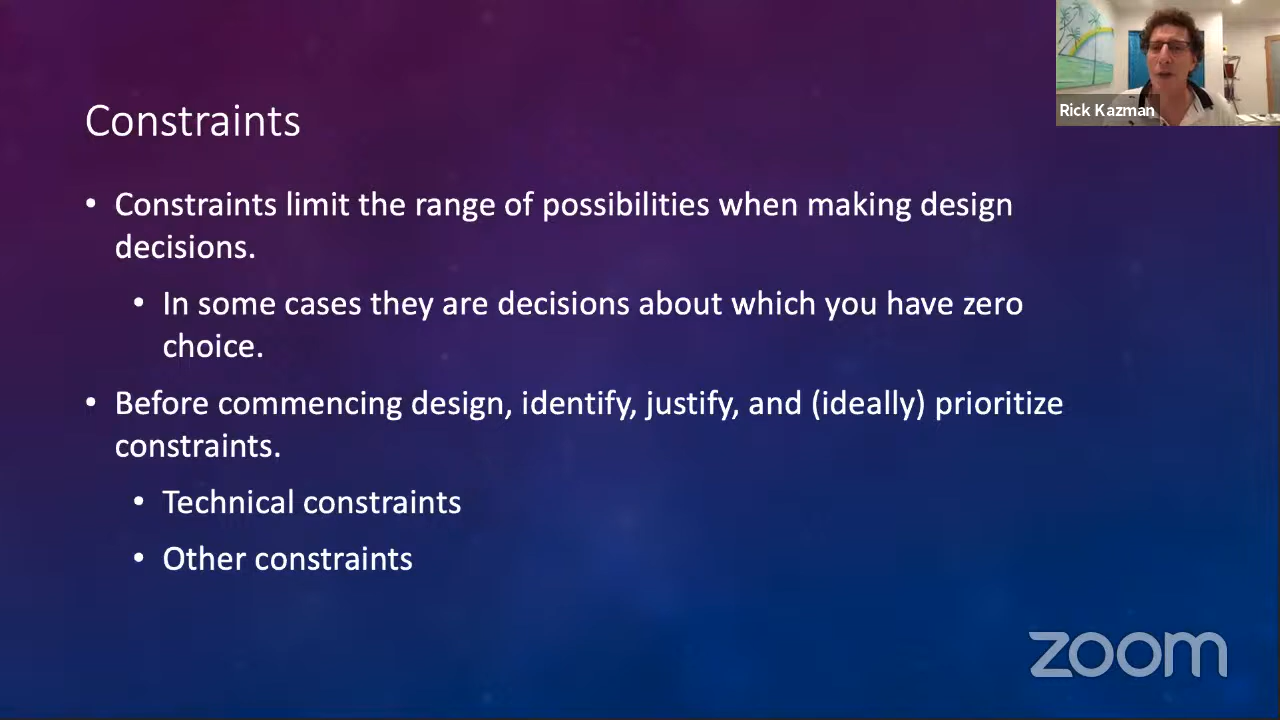 Rick Kazman
Constraints
• Constraints limit the range of possibilities when making design
decisions.
• In some cases they are decisions about which you have zero
choice.
• Before commencing design, identify, justify, and (ideally) prioritize
constraints.
• Technical constraints
• Other constraints
zoom